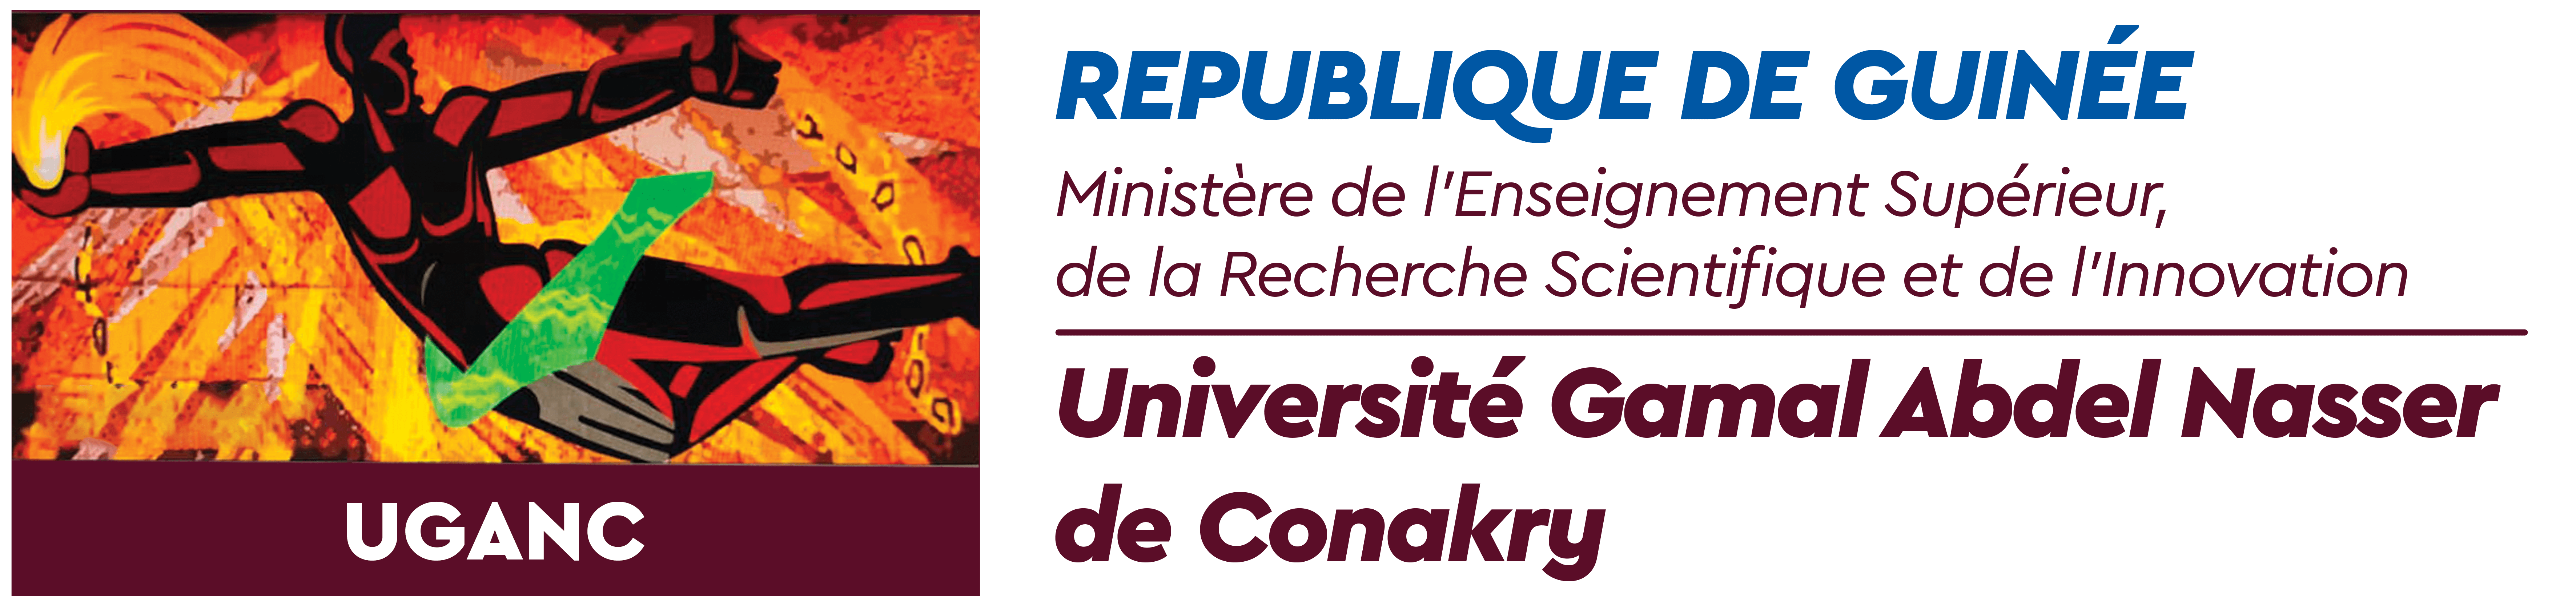 UGANC
REPUBLIQUE DE GUINÉE
Ministère de l'Enseignement Supérieur,
de la Recherche Scientifique et de l'Innovation
Université Gamal Abdel Nasser
de Conakry